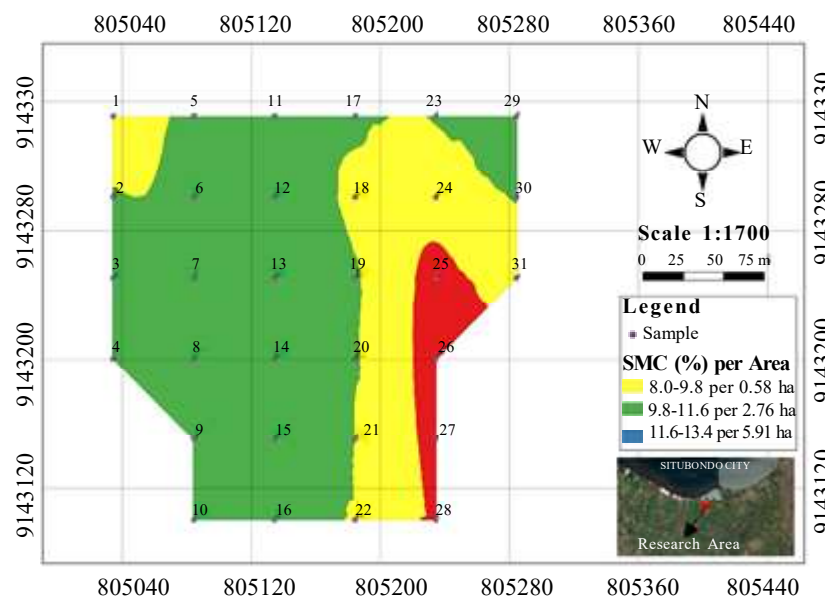 805040 805120 805200 805280 805360 805440
9143330
9143280
9143200
9143120
914330
914280
9143200
9143120
1 5 11 17 23 29
2 6 12 18 24 30
3 7 13 19 25 31
4 8 14 20 26
9 15 21 27
10 16 22 28
N
W E
S
Scale 1:1700
0 25 50 75 m
Legend
Sample
SMC (%) per Area
8.0-9.8 per 0.58 ha
9.8-11.6 per 2.76 ha
11.6-13.4 per 5.91 ha
SITUBONDO CITY
Research Area
805040 805120 805200 805280 805360 805440